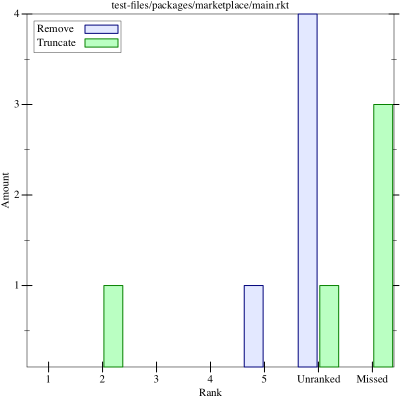 test-files/packages/marketplace/main.rkt
Remove
Truncate
4
3
2
1
Amount
1 2 3 4 5 Unranked Missed
Rank